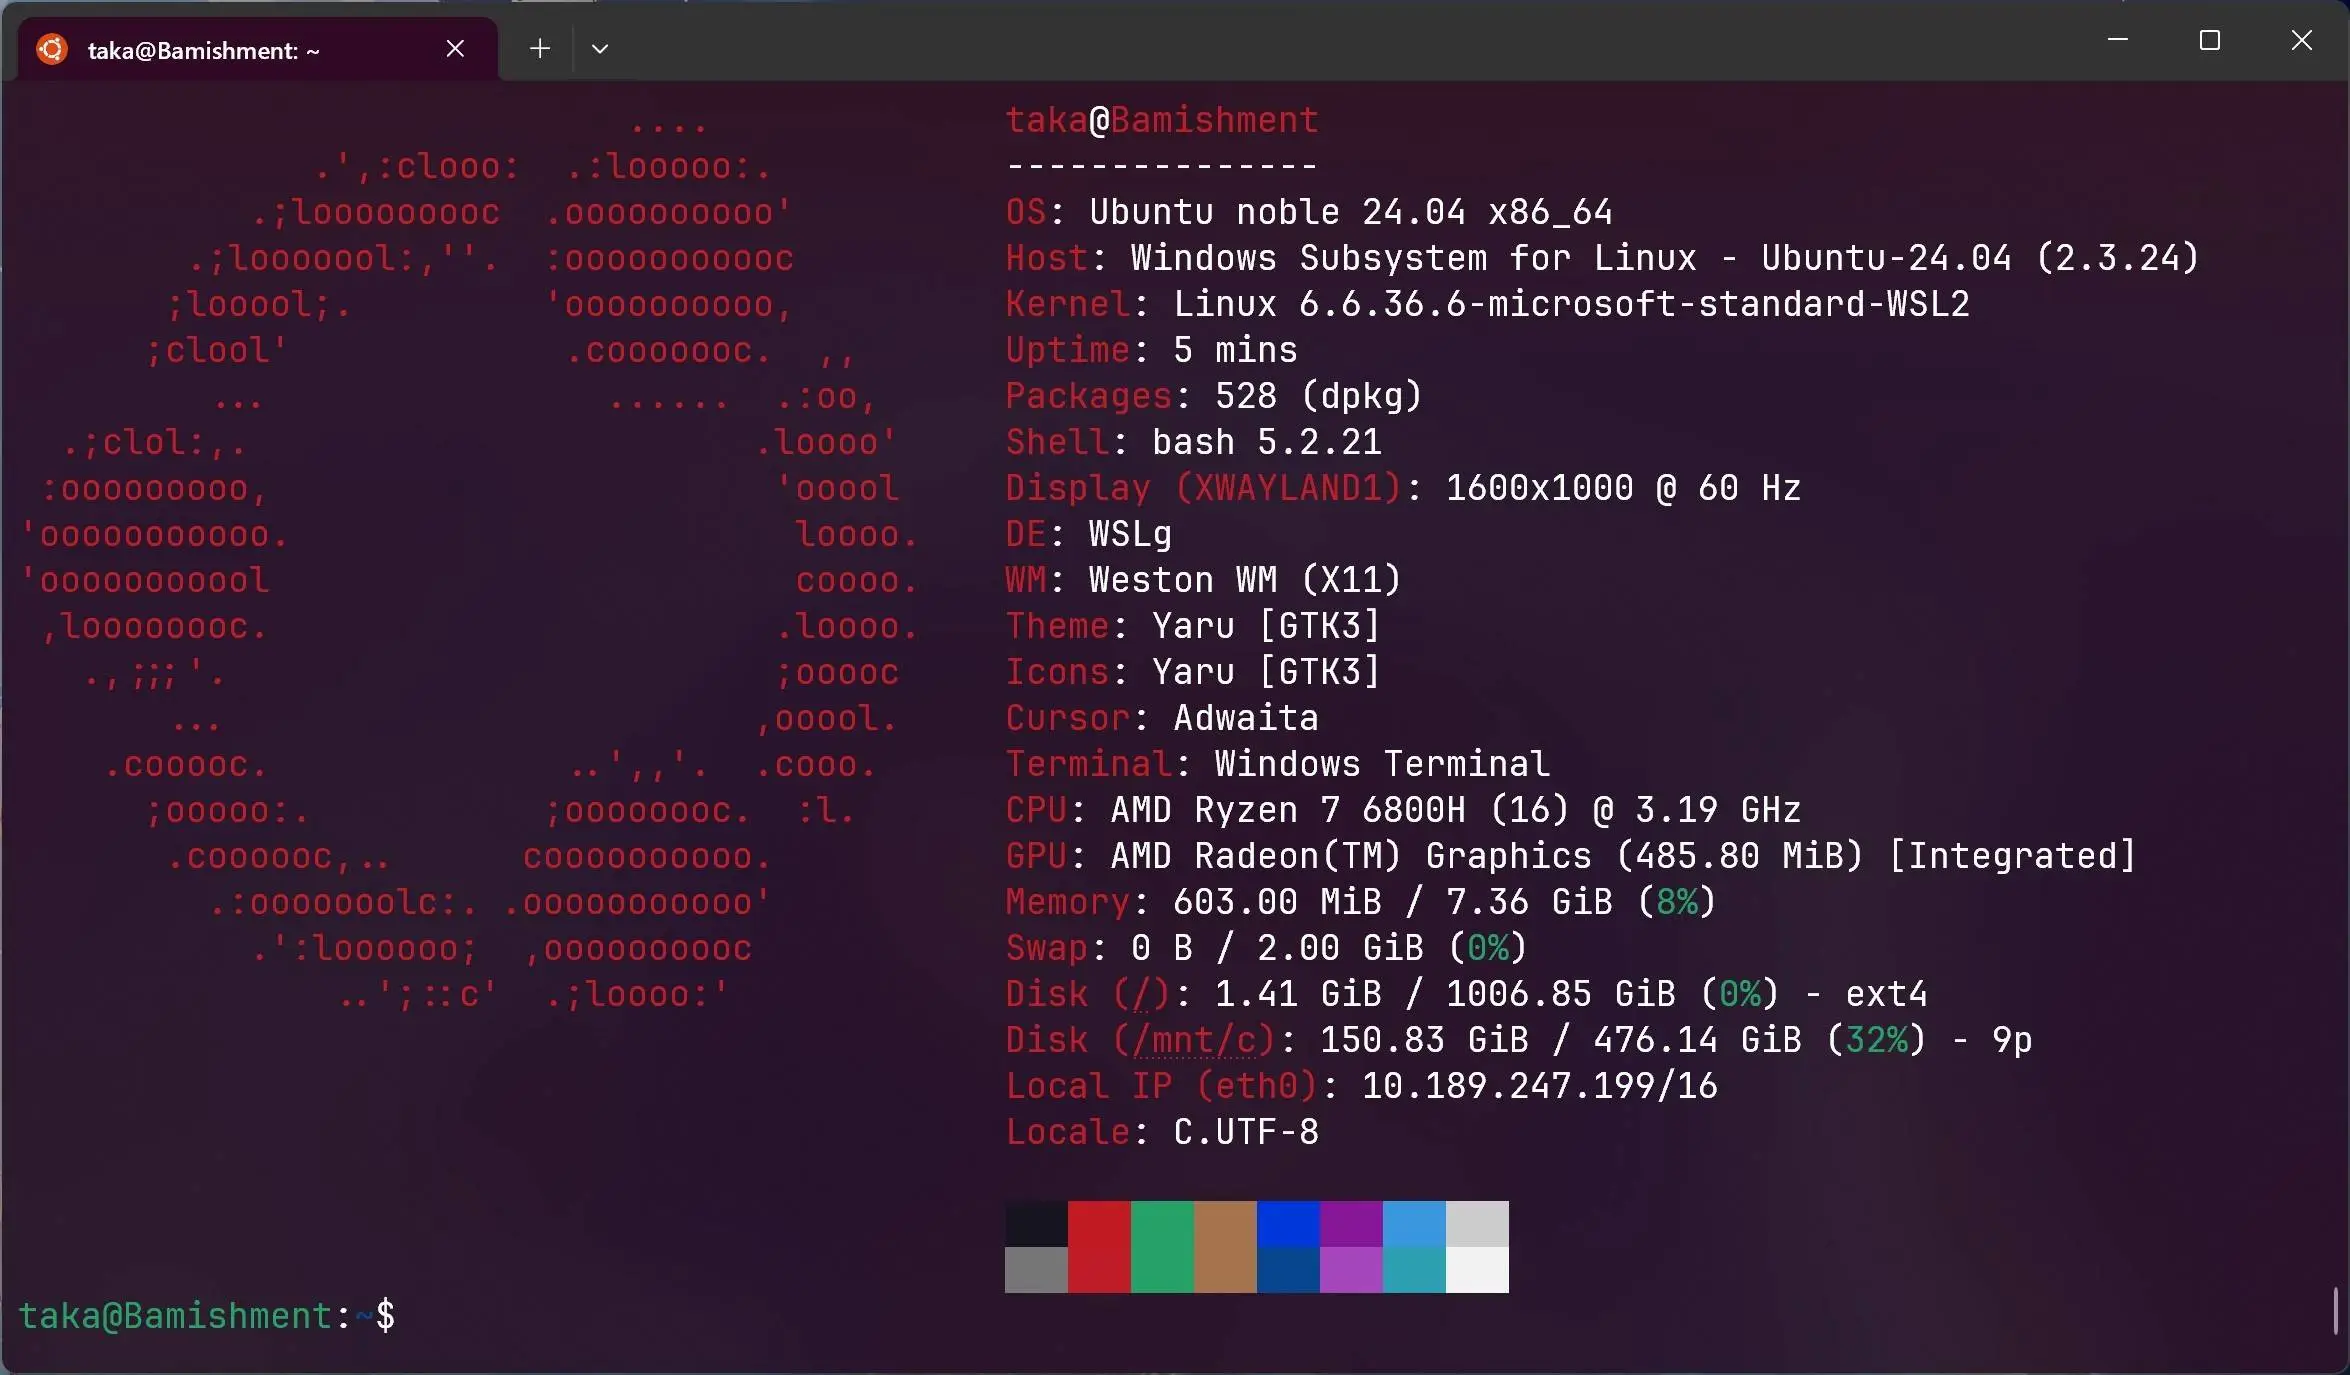 taka@Bamishment: ~
....
.',:clooo:  .:looooo:.
.;looooooooc  .oooooooooo'
.;looooool:,''.  :ooooooooooc
;looool;.         'oooooooooo,
;clool'             .cooooooc.  ,,
...                 ......  .:oo,
.;clol:,.                        .loooo'
:ooooooooo,                        'ooool
'ooooooooooo.                        loooo.
'ooooooooool                         coooo.
,loooooooc.                        .loooo.
.,;;;'.                          ;ooooc
...                         ,ooool.
.cooooc.              ..',,'.  .cooo.
;ooooo:.           ;oooooooc.  :l.
.coooooc,..      coooooooooo.
.:ooooooolc:. .ooooooooooo'
.':loooooo;  ,oooooooooc
..';::c'  .;loooo:'
taka@Bamishment
---------------
OS: Ubuntu noble 24.04 x86_64
Host: Windows Subsystem for Linux - Ubuntu-24.04 (2.3.24)
Kernel: Linux 6.6.36.6-microsoft-standard-WSL2
Uptime: 5 mins
Packages: 528 (dpkg)
Shell: bash 5.2.21
Display (XWAYLAND1): 1600x1000 @ 60 Hz
DE: WSLg
WM: Weston WM (X11)
Theme: Yaru [GTK3]
Icons: Yaru [GTK3]
Cursor: Adwaita
Terminal: Windows Terminal
CPU: AMD Ryzen 7 6800H (16) @ 3.19 GHz
GPU: AMD Radeon(TM) Graphics (485.80 MiB) [Integrated]
Memory: 603.00 MiB / 7.36 GiB (8%)
Swap: 0 B / 2.00 GiB (0%)
Disk (/): 1.41 GiB / 1006.85 GiB (0%) - ext4
Disk (/mnt/c): 150.83 GiB / 476.14 GiB (32%) - 9p
Local IP (eth0): 10.189.247.199/16
Locale: C.UTF-8
taka@Bamishment:~$